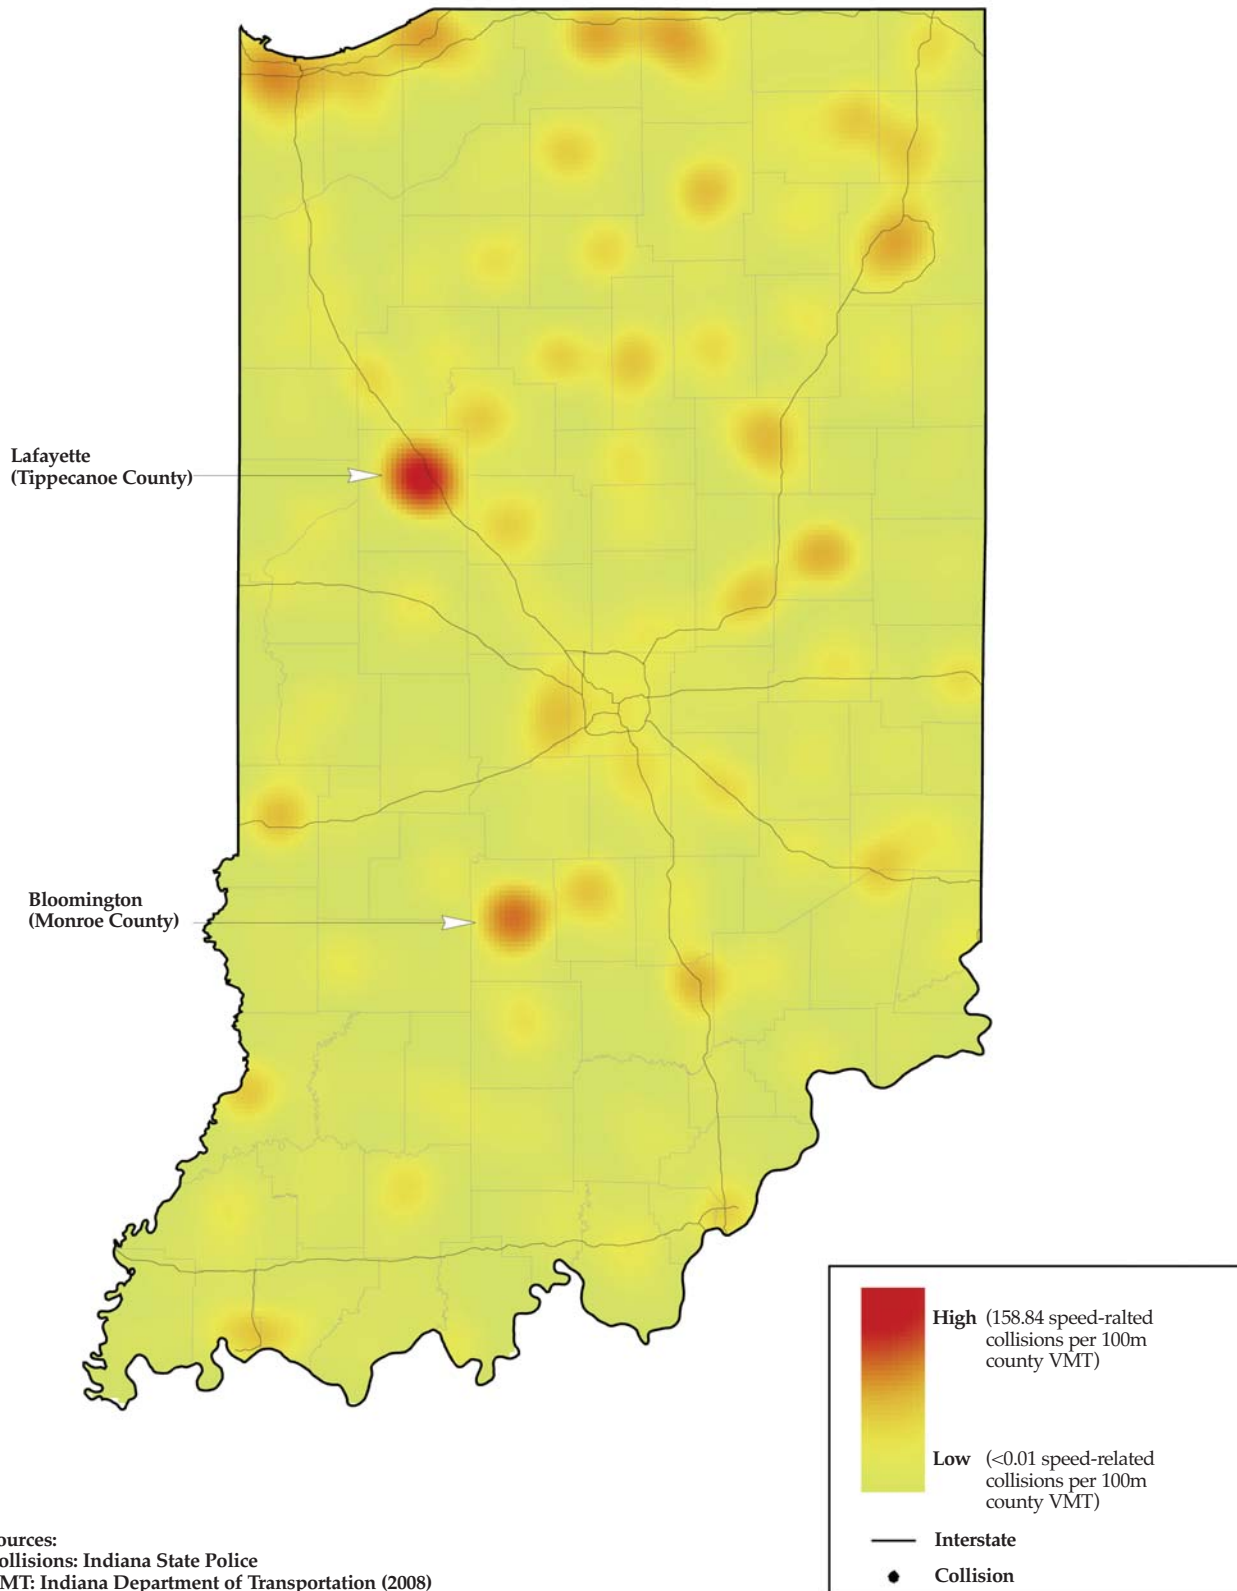 Lafayette
(Tippecanoe County)
Bloomington
(Monroe County)
High (158.84 speed-ralted
collisions per 100m
county VMT)
Low (<0.01 speed-related
collisions per 100m
county VMT)
Interstate
Collision
ources:
ollisions: Indiana State Police
MT: Indiana Department of Transportation (2008)